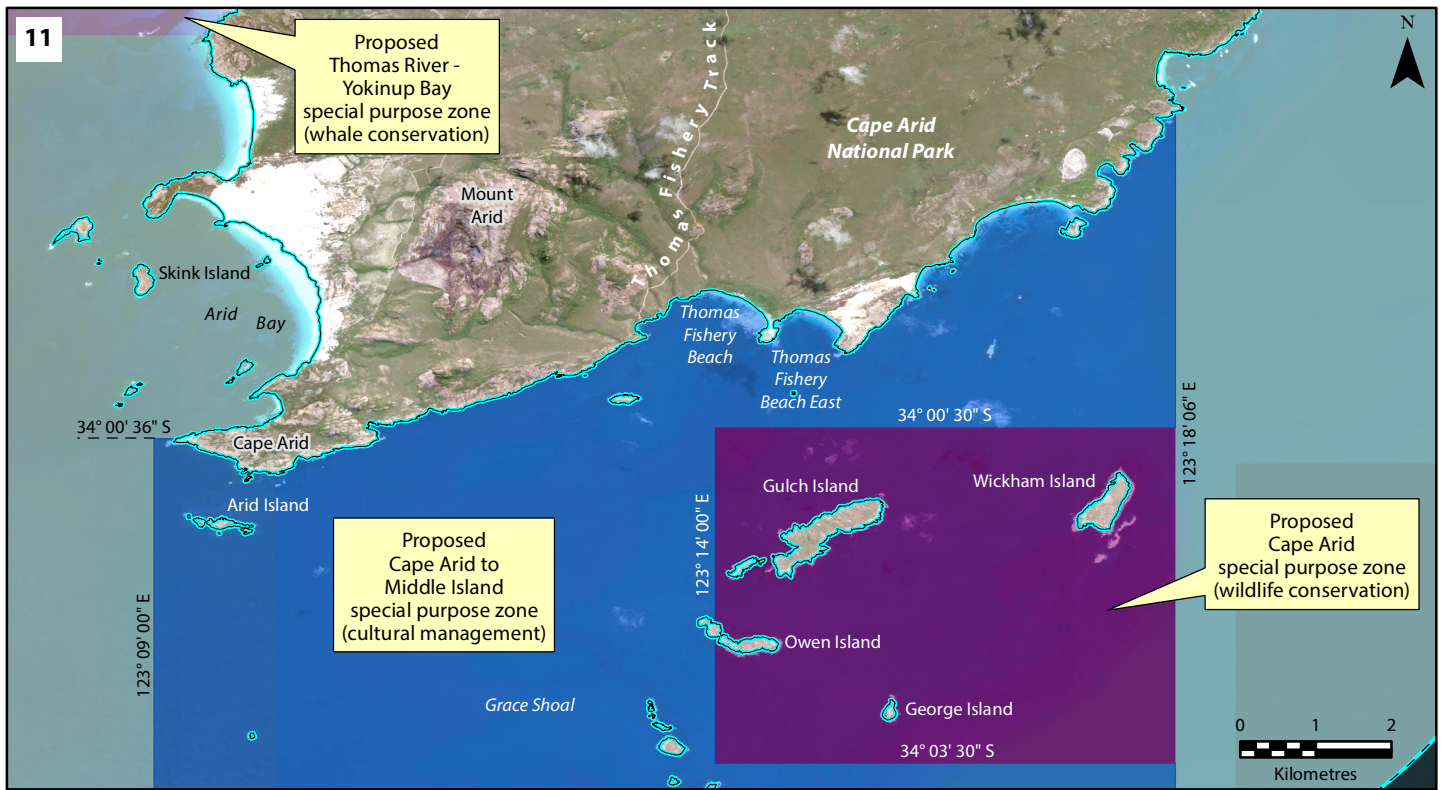 11
Proposed
Thomas River -
Yokinup Bay
special purpose zone
(whale conservation)
N
Thomas Fishery Track
Cape Arid
National Park
Mount
Arid
Skink Island
Arid Bay
Thomas
Fishery
Beach
Thomas
Fishery
Beach East
34° 00' 36" S
Cape Arid
34° 00' 30" S
123° 18' 06" E
Arid Island
Gulch Island
Wickham Island
Proposed
Cape Arid to
Middle Island
special purpose zone
(cultural management)
123° 14' 00" E
Proposed
Cape Arid
special purpose zone
(wildlife conservation)
123° 09' 00" E
Owen Island
Grace Shoal
George Island
34° 03' 30" S
0 1 2
Kilometres